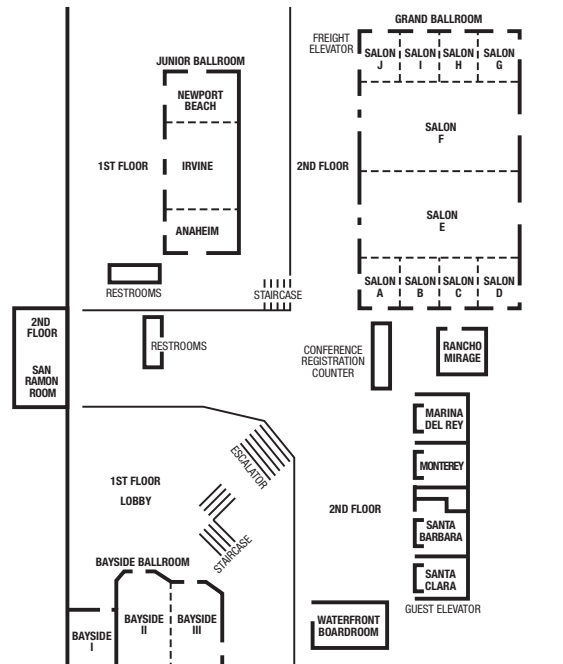 GRAND BALLROOM
FREIGHT
ELEVATOR
SALON
J
SALON
I
SALON
H
SALON
G
JUNIOR BALLROOM
NEWPORT
BEACH
SALON
F
1ST FLOOR
IRVINE
2ND FLOOR
SALON
E
ANAHEIM
RESTROOMS
STAIRCASE
SALON
A
SALON
B
SALON
C
SALON
D
2ND
FLOOR
SAN
RAMON
ROOM
RESTROOMS
CONFERENCE
REGISTRATION
COUNTER
RANCHO
MIRAGE
MARINA
DEL REY
ESCALATOR
MONTEREY
1ST FLOOR
LOBBY
2ND FLOOR
SANTA
BARBARA
STAIRCASE
SANTA
CLARA
GUEST ELEVATOR
BAYSIDE BALLROOM
BAYSIDE
I
BAYSIDE
II
BAYSIDE
III
WATERFRONT
BOARDROOM